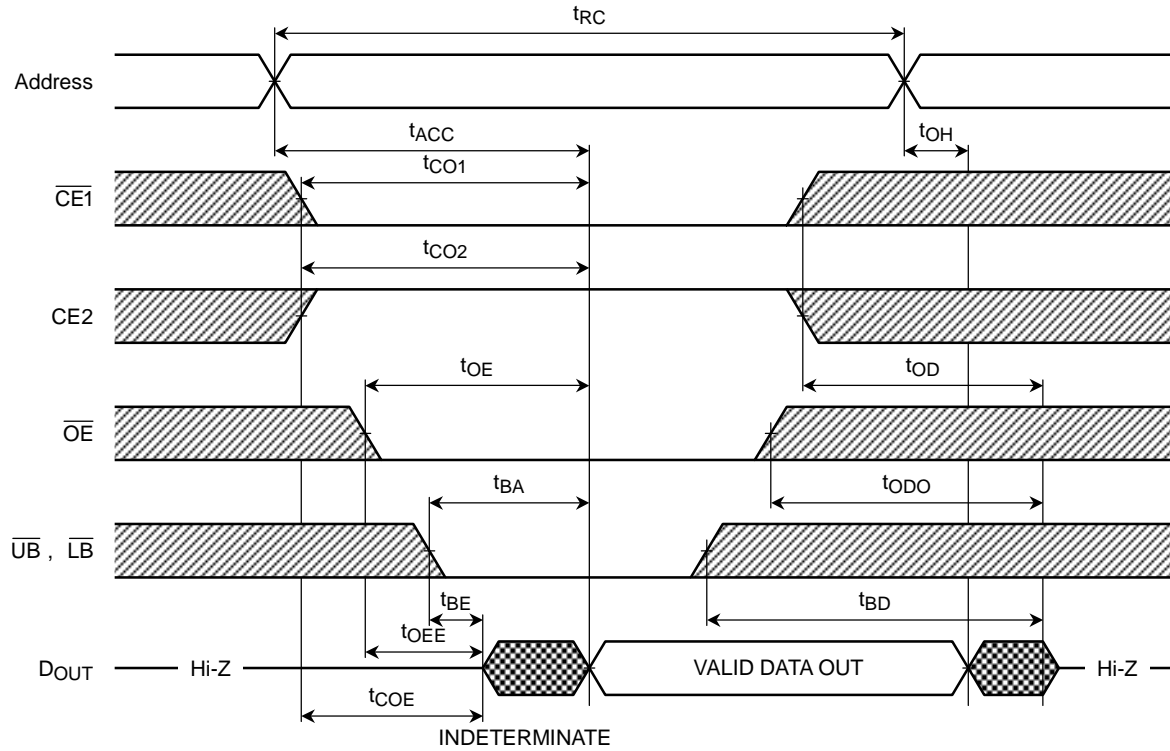 tRC
Address
tACC
tOH
tCO1
CE1
tCO2
CE2
tOE
tOD
OE
tBA
tODO
UB , LB
tBE
tBD
tOEE
DOUT
Hi-Z
VALID DATA OUT
Hi-Z
tCOE
INDETERMINATE